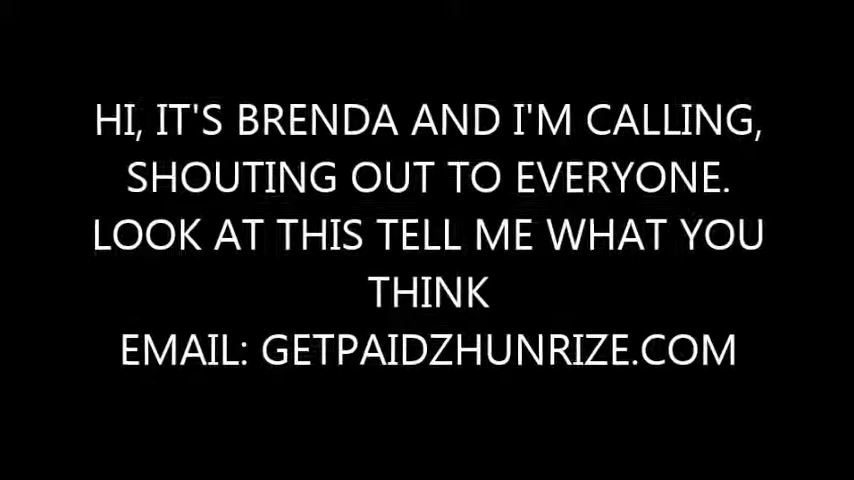 HI, IT'S BRENDA AND I'M CALLING,
SHOUTING OUT TO EVERYONE.
LOOK AT THIS TELL ME WHAT YOU
THINK
EMAIL: GETPAIDZHUNRIZE.COM